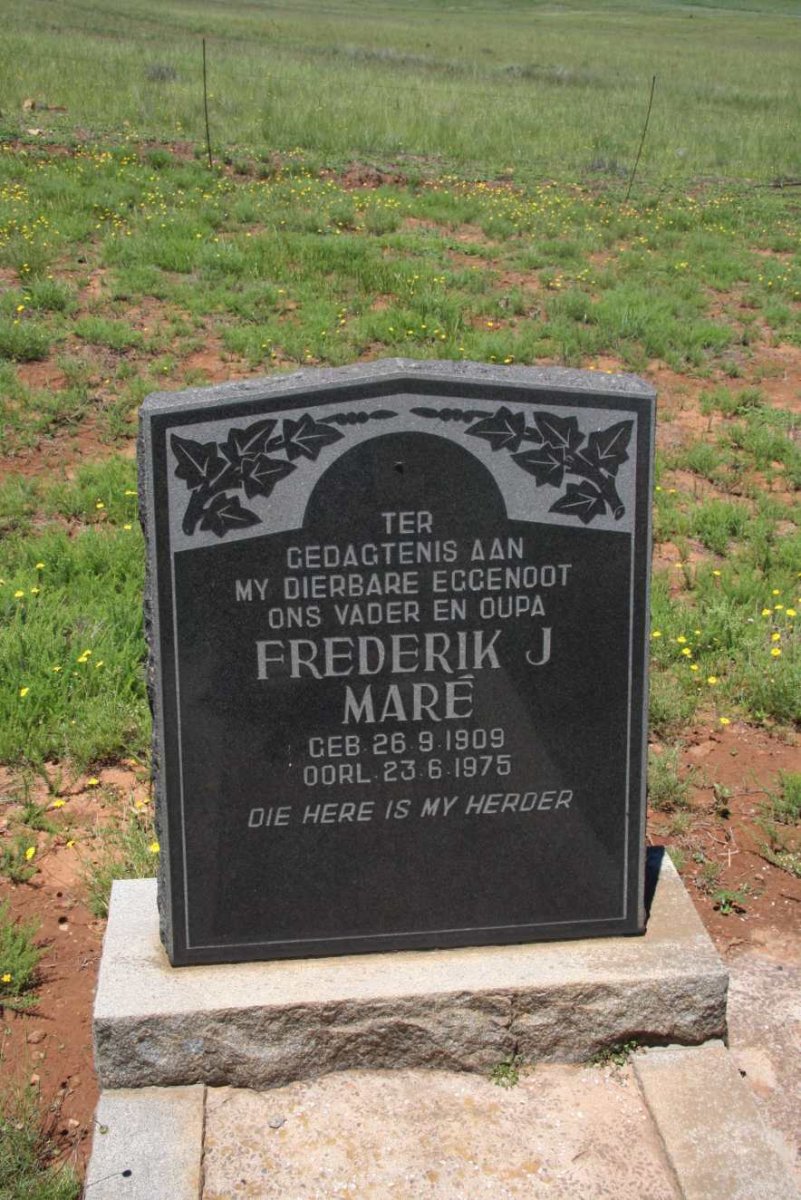 TER
GEDAGTENIS AAN
MY DIERBARE EGGENOOT
ONS VADER EN OUPA
FREDERIK J
MARÉ
GEB. 26.9.1909
OORL. 23.6.1975
DIE HERE IS MY HERDER